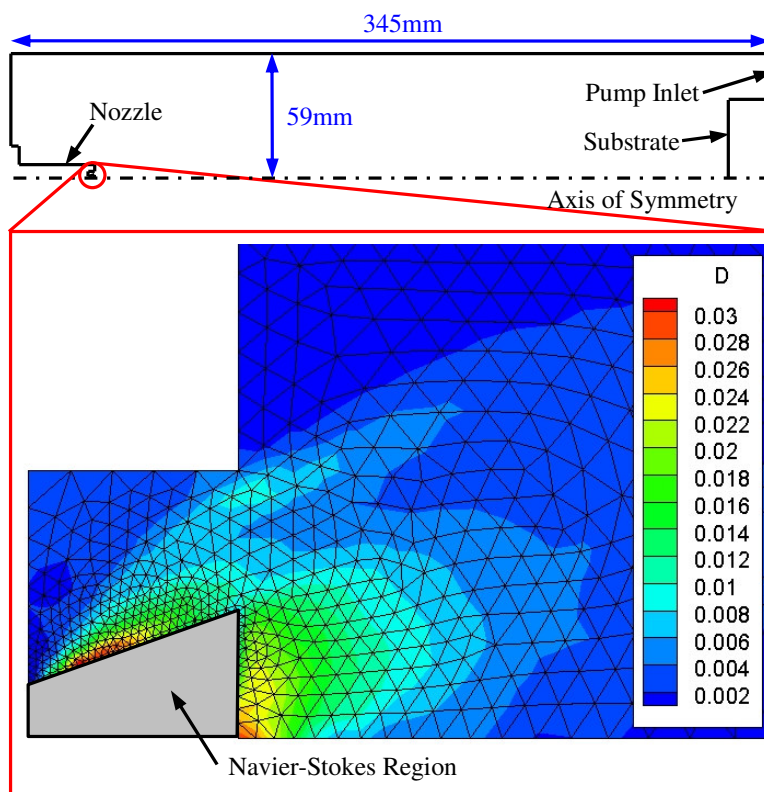 345mm
Pump Inlet
Nozzle
59mm
Substrate
Axis of Symmetry
D
0.03
0.028
0.026
0.024
0.022
0.02
0.018
0.016
0.014
0.012
0.01
0.008
0.006
0.004
0.002
Navier-Stokes Region